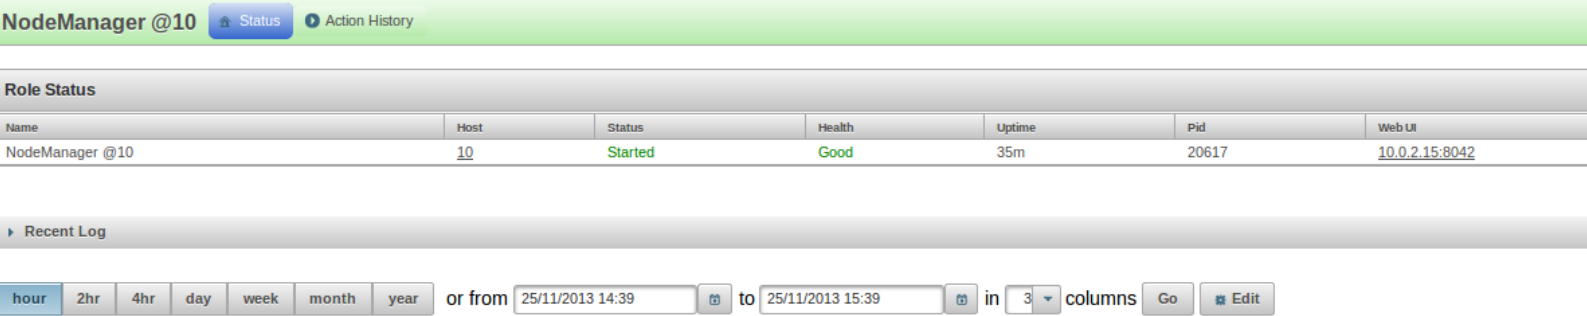 NodeManager @10 Status Action History
Role Status
Name Host Status Health Uptime Pid Web UI
NodeManager @10 10 Started Good 35m 20617 10.0.2.15:8042
Recent Log
hour 2hr 4hr day week month year or from 25/11/2013 14:39 to 25/11/2013 15:39 in 3 columns Go Edit